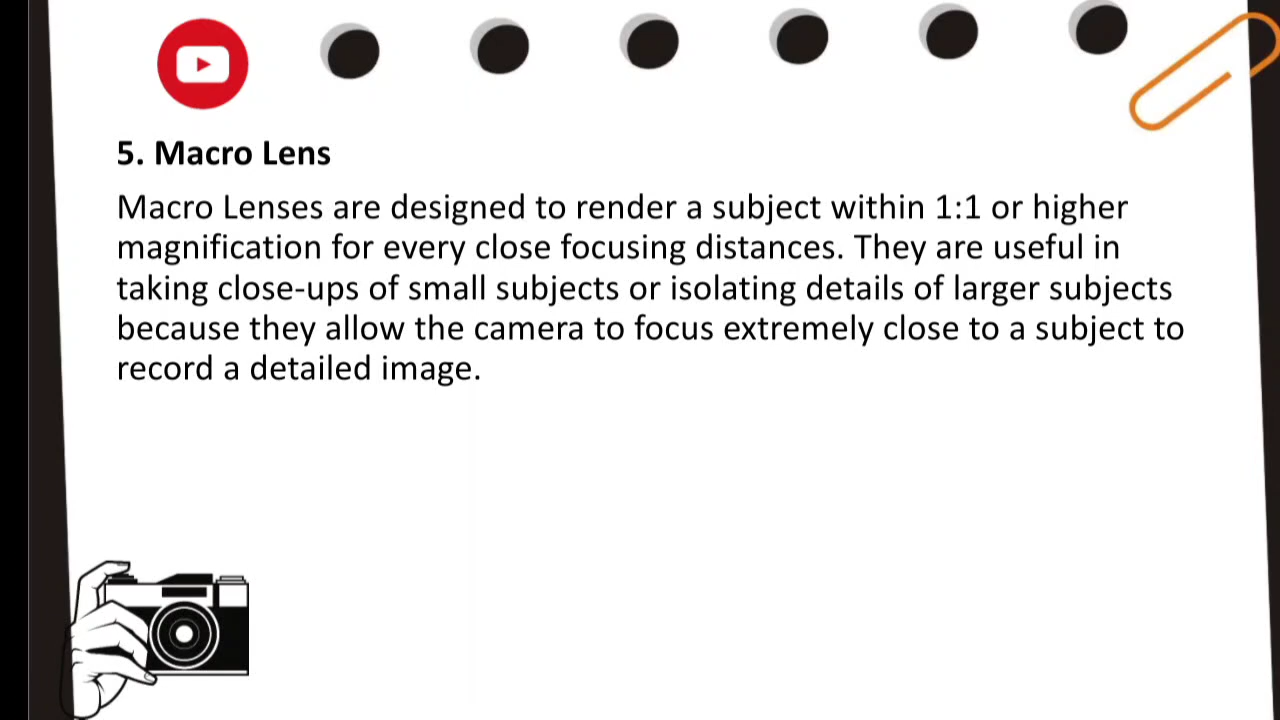 5. Macro Lens
Macro Lenses are designed to render a subject within 1:1 or higher
magnification for every close focusing distances. They are useful in
taking close-ups of small subjects or isolating details of larger subjects
because they allow the camera to focus extremely close to a subject to
record a detailed image.